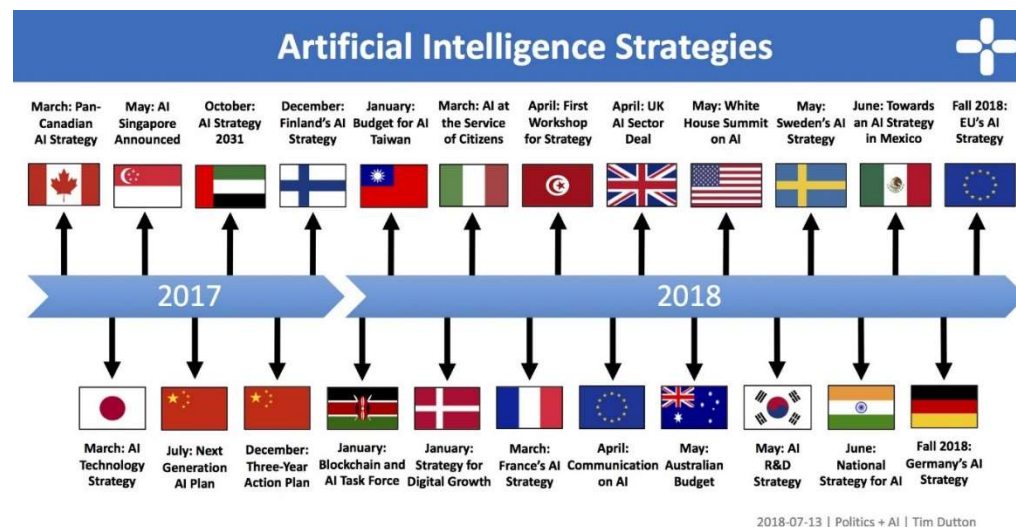 Artificial Intelligence Strategies
March: Pan-
Canadian
AI Strategy
May: AI
Singapore
Announced
October:
AI Strategy
2031
December:
Finland's AI
Strategy
January:
Budget for AI
Taiwan
March: AI at
the Service
of Citizens
April: First
Workshop
for Strategy
April: UK
AI Sector
Deal
May: White
House Summit
on AI
May:
Sweden's AI
Strategy
June: Towards
an AI Strategy
in Mexico
Fall 2018:
EU's AI
Strategy
2017
2018
March: AI
Technology
Strategy
July: Next
Generation
AI Plan
December:
Three-Year
Action Plan
January:
Blockchain and
AI Task Force
January:
Strategy for
Digital Growth
March:
France's AI
Strategy
April:
Communication
on AI
May:
Australian
Budget
May: AI
R&D
Strategy
June:
National
Strategy for AI
Fall 2018:
Germany's AI
Strategy
2018-07-13 | Politics + AI | Tim Dutton